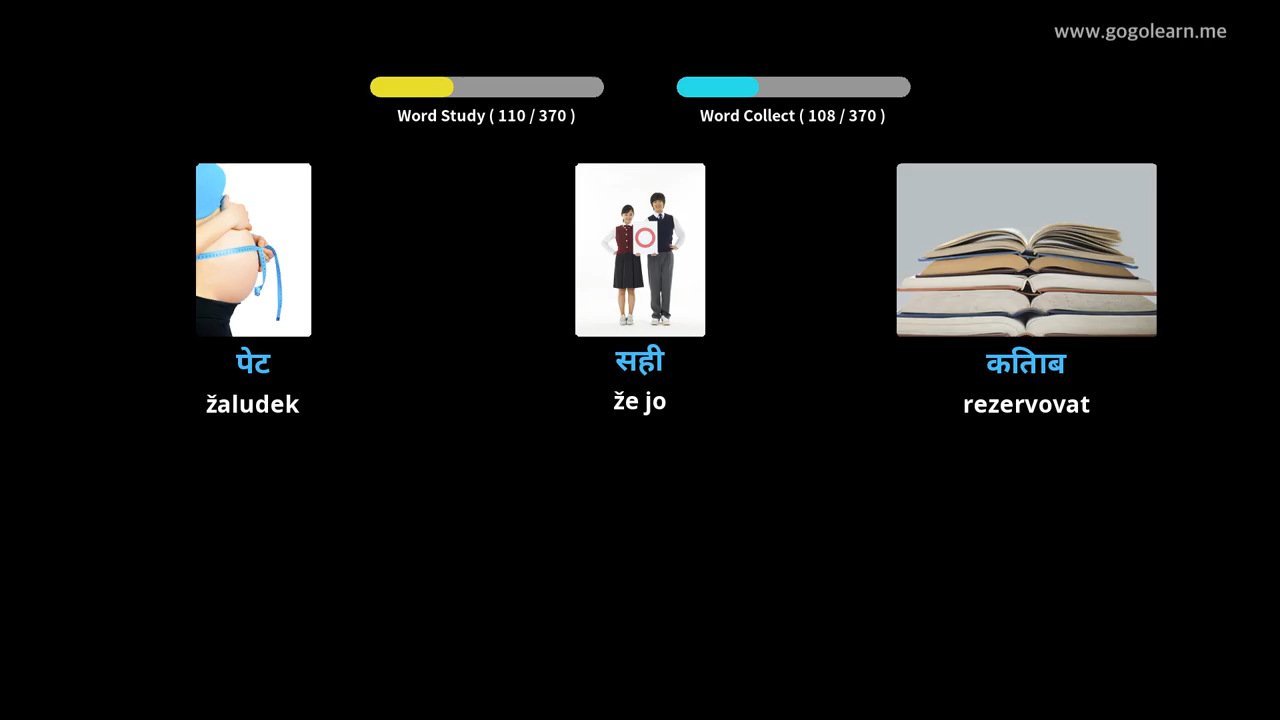 www.gogolearn.me
Word Study ( 110 / 370 )
Word Collect ( 108 / 370 )
पेट
सही
किताब
žaludek
že jo
rezervovat